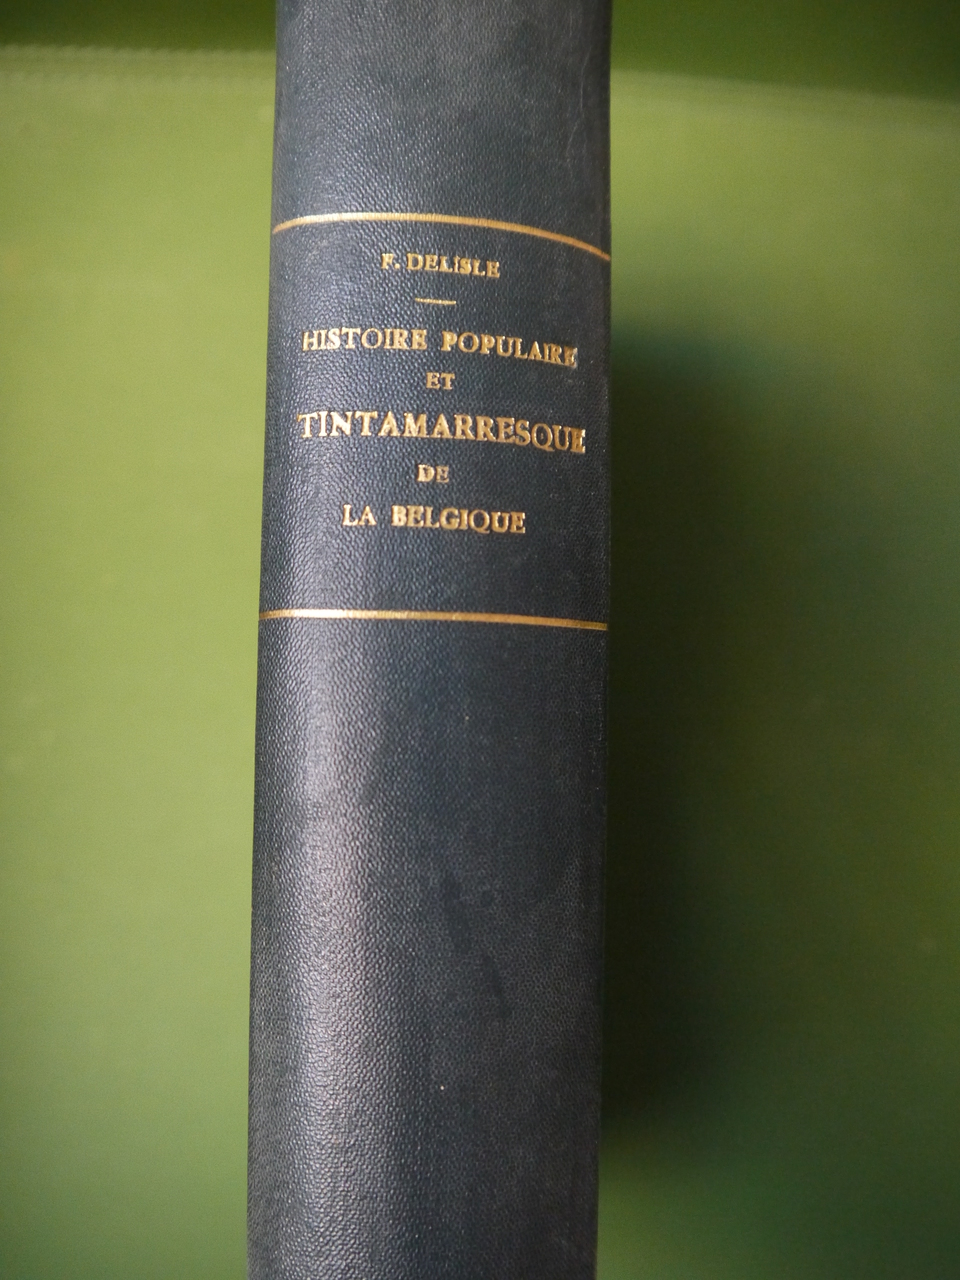 F. DELISLE
HISTOIRE POPULAIRE
ET
TINTAMARRESQUE
DE
LA BELGIQUE